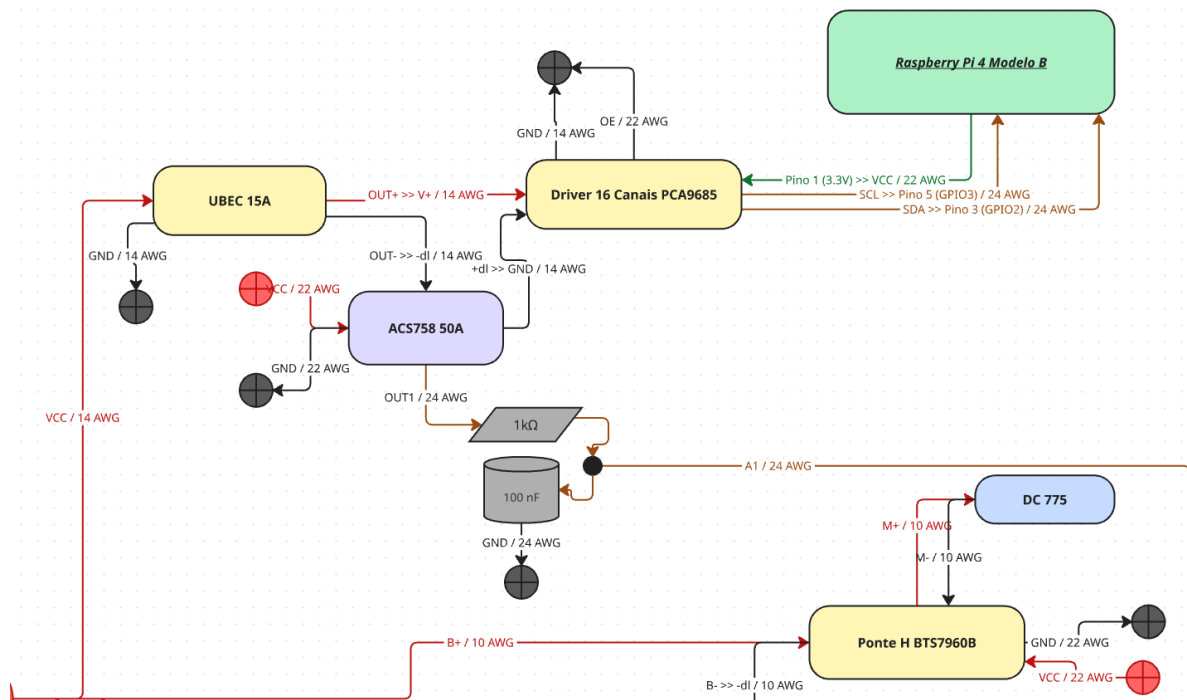 Raspberry Pi 4 Modelo B
OE / 22 AWG
GND / 14 AWG
Pino 1 (3.3V) >> VCC / 22 AWG
UBEC 15A
OUT+ >> V+ / 14 AWG
Driver 16 Canais PCA9685
SCL >> Pino 5 (GPIO3) / 24 AWG
SDA >> Pino 3 (GPIO2) / 24 AWG
GND / 14 AWG
OUT- >> -dl / 14 AWG
+dl >> GND / 14 AWG
VCC / 22 AWG
ACS758 50A
GND / 22 AWG
OUT1 / 24 AWG
VCC / 14 AWG
1kΩ
A1 / 24 AWG
100 nF
DC 775
M+ / 10 AWG
GND / 24 AWG
M- / 10 AWG
B+ / 10 AWG
Ponte H BTS7960B
GND / 22 AWG
VCC / 22 AWG
B- >> -dl / 10 AWG